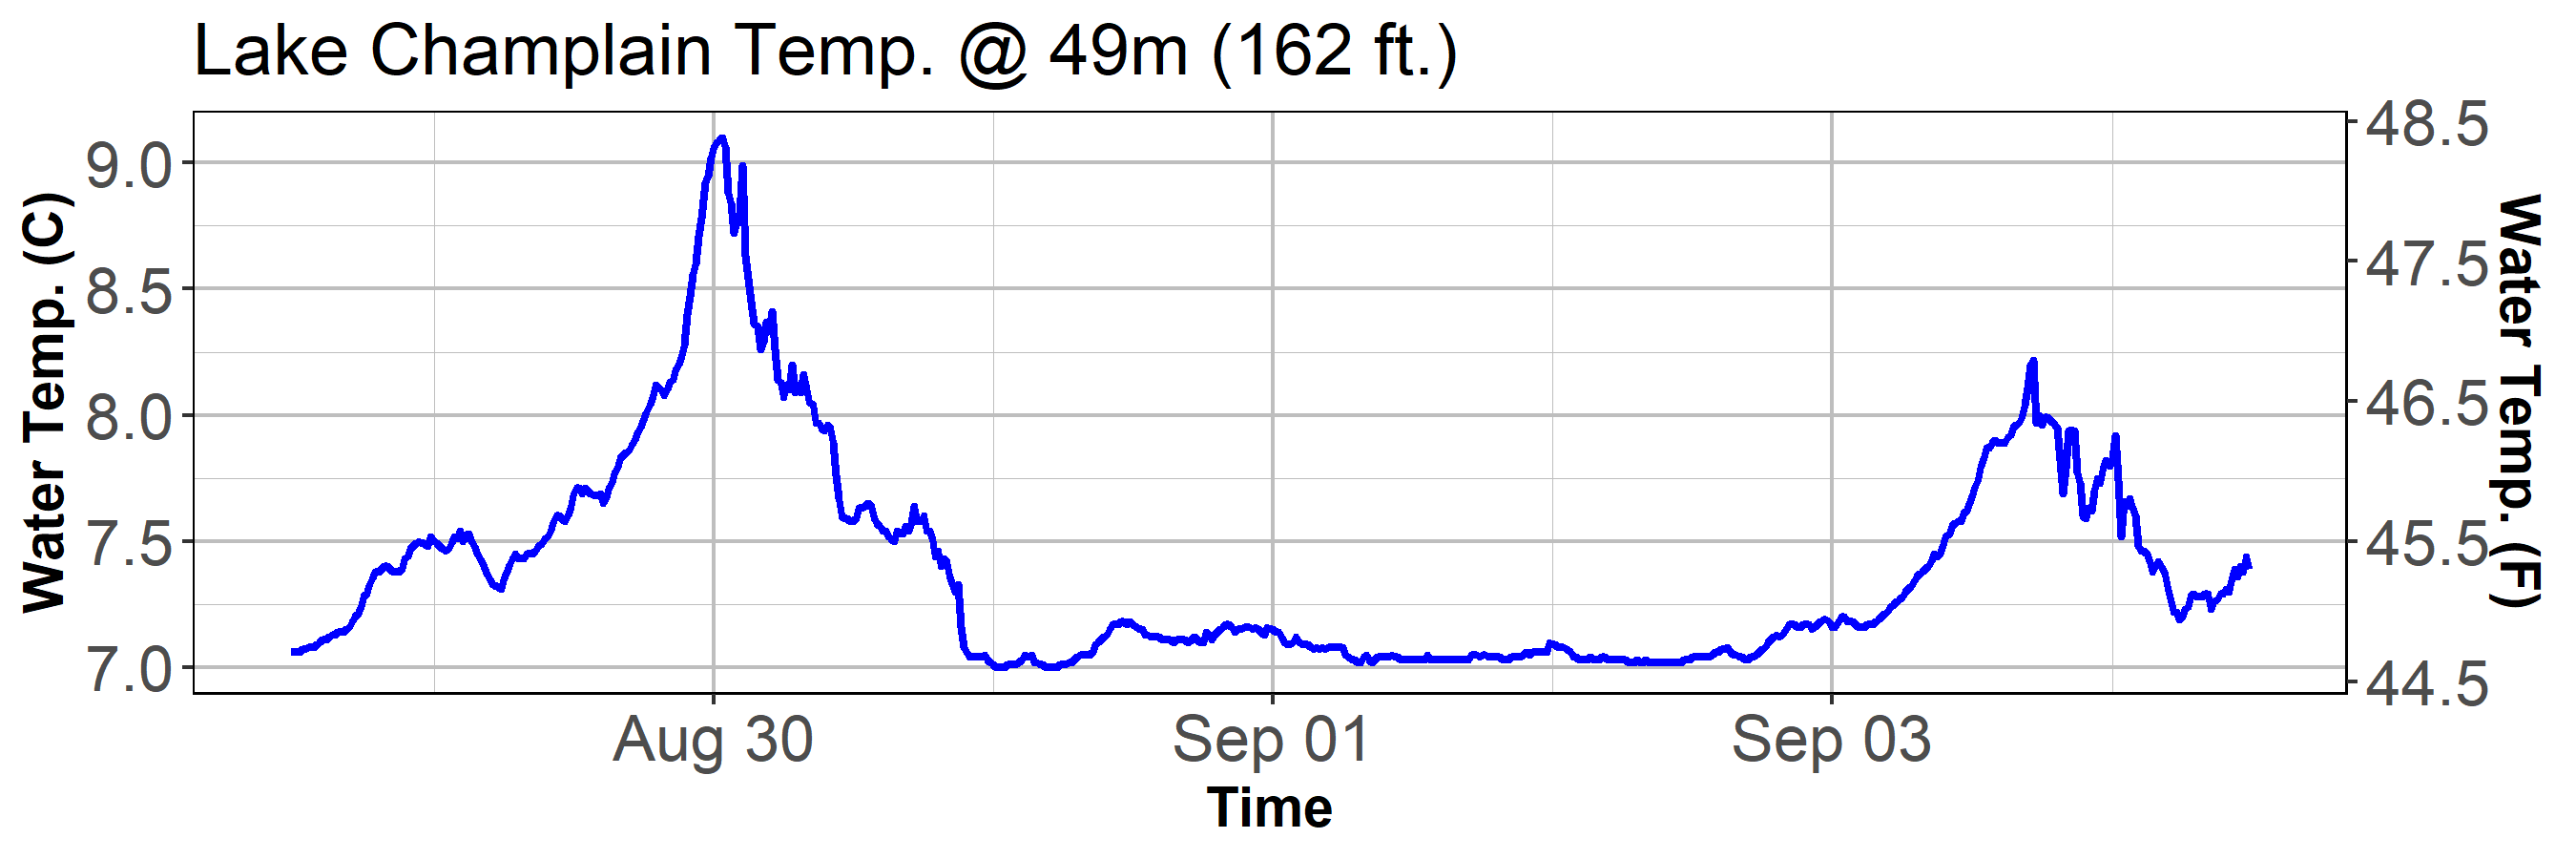 Lake Champlain Temp. @ 49m (162 ft.)
Water Temp. (C)
9.0
8.5
8.0
7.5
7.0
48.5
47.5
46.5
45.5
44.5
Water Temp. (F)
Aug 30
Sep 01
Sep 03
Time